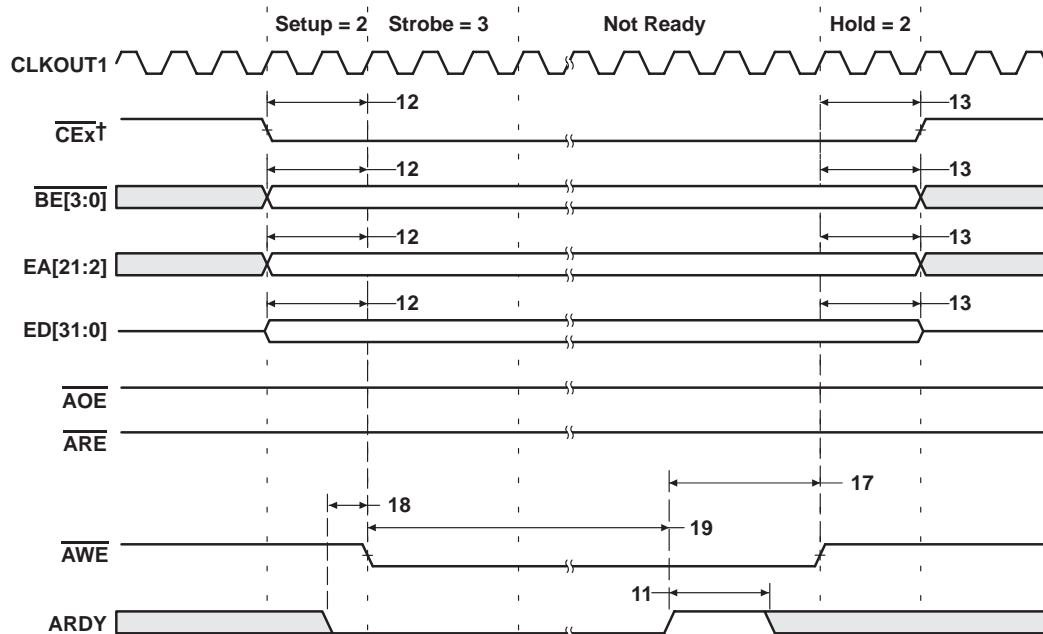 Setup = 2 Strobe = 3 Not Ready Hold = 2
CLKOUT1
12 13
CEx†
12 13
BE[3:0]
12 13
EA[21:2]
12 13
ED[31:0]
AOE
ARE
17
18
19
AWE
11
ARDY